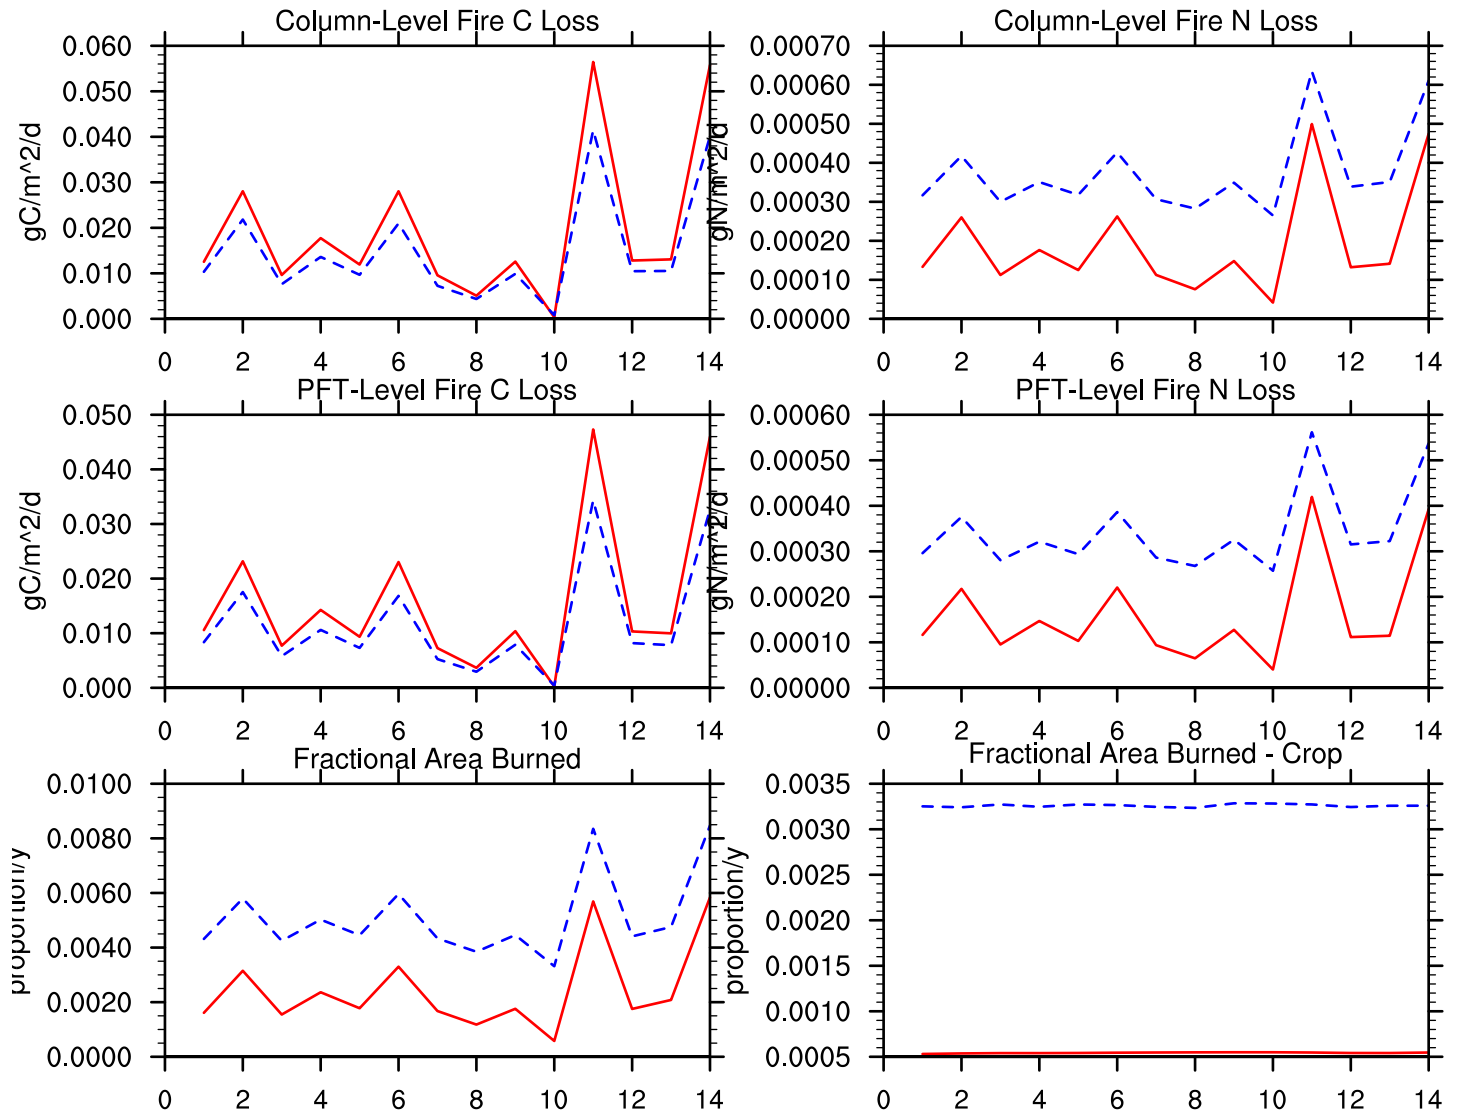 Column-Level Fire C Loss
0.060
0.050
0.040
0.030
0.020
0.010
0.000
gC/m^2/d
0 2 4 6 8 10 12 14
Column-Level Fire N Loss
0.00070
0.00060
0.00050
0.00040
0.00030
0.00020
0.00010
0.00000
gN/m^2/d
0 2 4 6 8 10 12 14
PFT-Level Fire C Loss
0.050
0.040
0.030
0.020
0.010
0.000
gC/m^2/d
0 2 4 6 8 10 12 14
PFT-Level Fire N Loss
0.00060
0.00050
0.00040
0.00030
0.00020
0.00010
0.00000
gN/m^2/d
0 2 4 6 8 10 12 14
Fractional Area Burned
0.0100
0.0080
0.0060
0.0040
0.0020
0.0000
proportion/y
0 2 4 6 8 10 12 14
Fractional Area Burned - Crop
0.0035
0.0030
0.0025
0.0020
0.0015
0.0010
0.0005
proportion/y
0 2 4 6 8 10 12 14